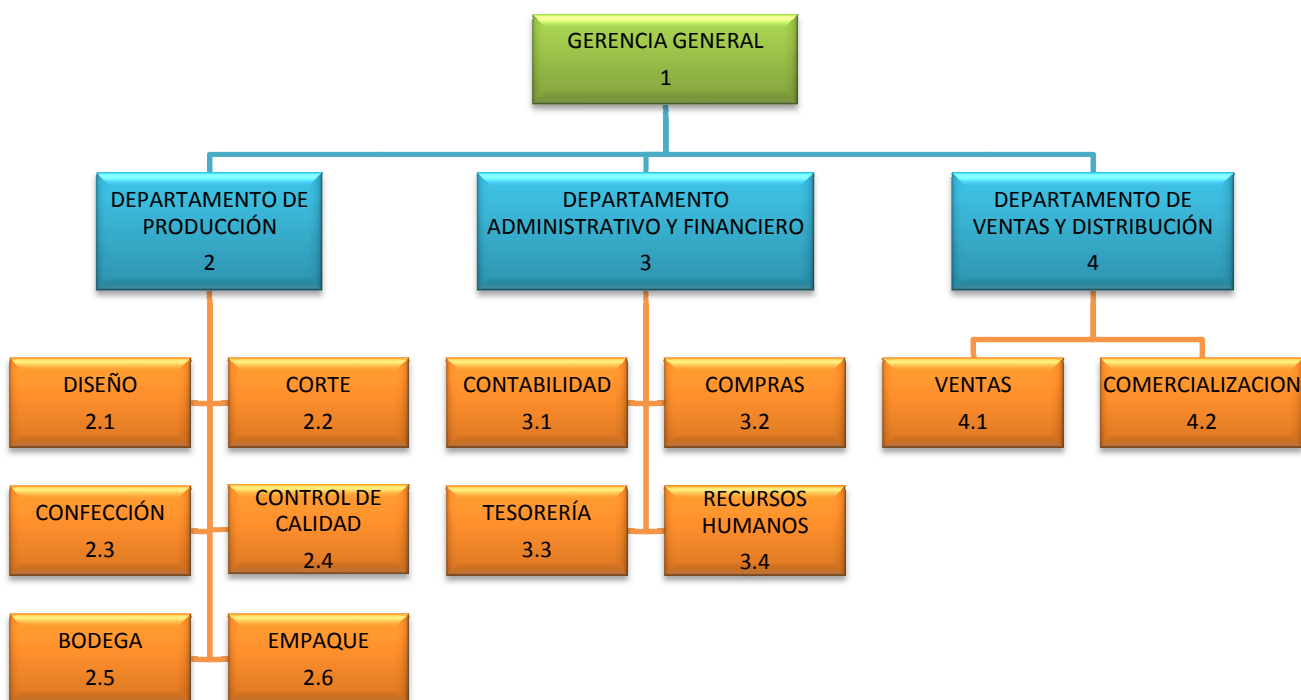 GERENCIA GENERAL
1
DEPARTAMENTO DE
PRODUCCIÓN
2
DEPARTAMENTO
ADMINISTRATIVO Y FINANCIERO
3
DEPARTAMENTO DE
VENTAS Y DISTRIBUCIÓN
4
DISEÑO
2.1
CORTE
2.2
CONTABILIDAD
3.1
COMPRAS
3.2
VENTAS
4.1
COMERCIALIZACION
4.2
CONFECCIÓN
2.3
CONTROL DE
CALIDAD
2.4
TESORERÍA
3.3
RECURSOS
HUMANOS
3.4
BODEGA
2.5
EMPAQUE
2.6